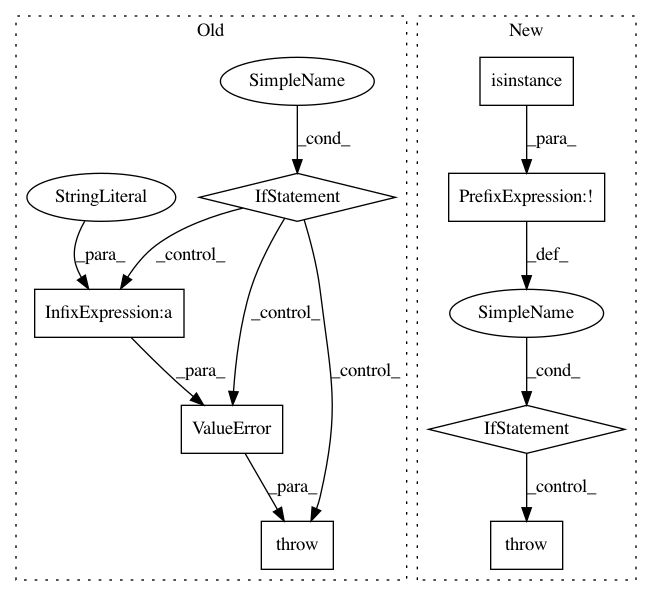 Old
New
SimpleName
isinstance
_cond_
_para_
StringLiteral
IfStatement
PrefixExpression:!
_para_
_control_
_def_
InfixExpression:a
_control_
SimpleName
_para_
_control_
_cond_
ValueError
IfStatement
_para_
_control_
throw
throw